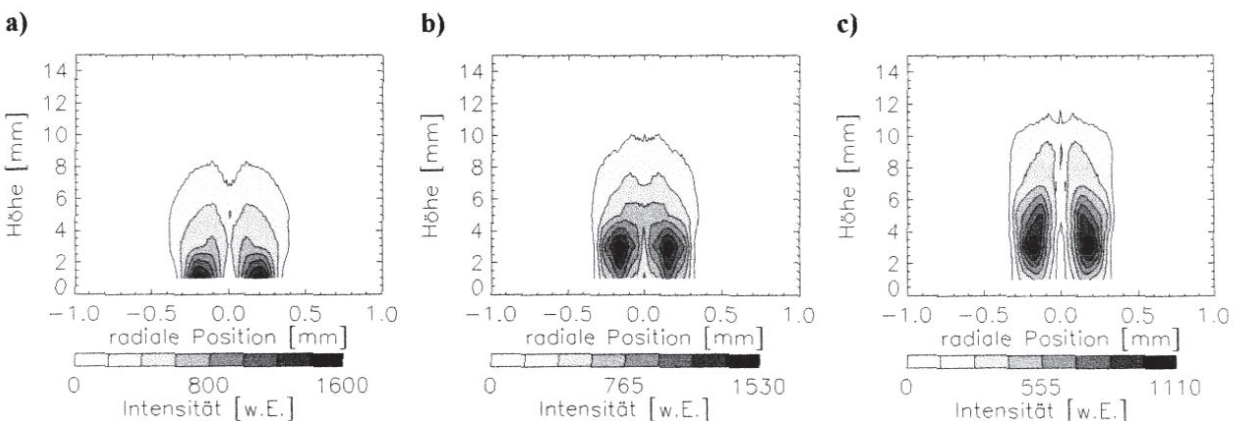 a)
14
12
10
8
6
4
2
0
Höhe [mm]
-1.0 -0.5 0.0 0.5 1.0
radiale Position [mm]
0 800 1600
Intensität [w.E.]
b)
14
12
10
8
6
4
2
0
Höhe [mm]
-1.0 -0.5 0.0 0.5 1.0
radiale Position [mm]
0 765 1530
Intensität [w.E.]
c)
14
12
10
8
6
4
2
0
Höhe [mm]
-1.0 -0.5 0.0 0.5 1.0
radiale Position [mm]
0 555 1110
Intensität [w.E.]